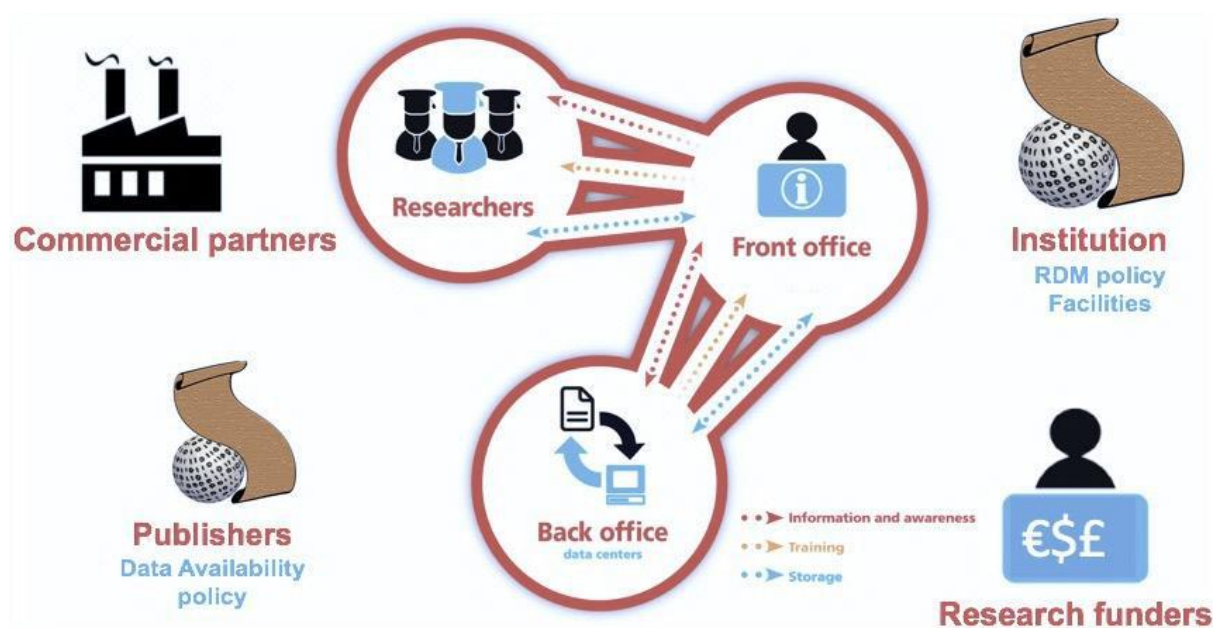 Researchers
Commercial partners
Front office
Institution
RDM policy
Facilities
Publishers
Data Availability
policy
Back office
data centers
Information and awareness
Training
Storage
€$£
Research funders